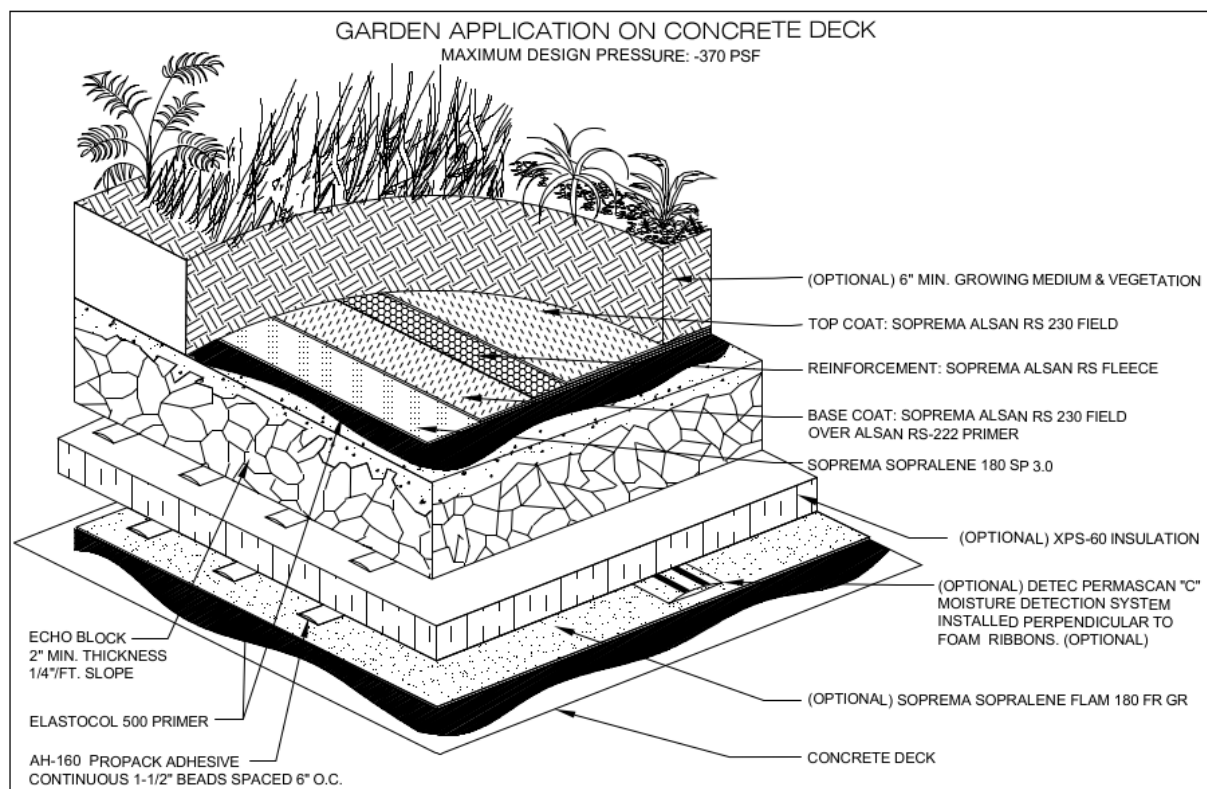 GARDEN APPLICATION ON CONCRETE DECK
MAXIMUM DESIGN PRESSURE: -370 PSF
(OPTIONAL) 6" MIN. GROWING MEDIUM & VEGETATION
TOP COAT: SOPREMA ALSAN RS 230 FIELD
REINFORCEMENT: SOPREMA ALSAN RS FLEECE
BASE COAT: SOPREMA ALSAN RS 230 FIELD
OVER ALSAN RS-222 PRIMER
SOPREMA SOPRALENE 180 SP 3.0
(OPTIONAL) XPS-60 INSULATION
(OPTIONAL) DETEC PERMASCAN "C"
MOISTURE DETECTION SYSTEM
INSTALLED PERPENDICULAR TO
FOAM RIBBONS. (OPTIONAL)
(OPTIONAL) SOPREMA SOPRALENE FLAM 180 FR GR
CONCRETE DECK
ECHO BLOCK
2" MIN. THICKNESS
1/4"/FT. SLOPE
ELASTOCOL 500 PRIMER
AH-160 PROPACK ADHESIVE
CONTINUOUS 1-1/2" BEADS SPACED 6" O.C.